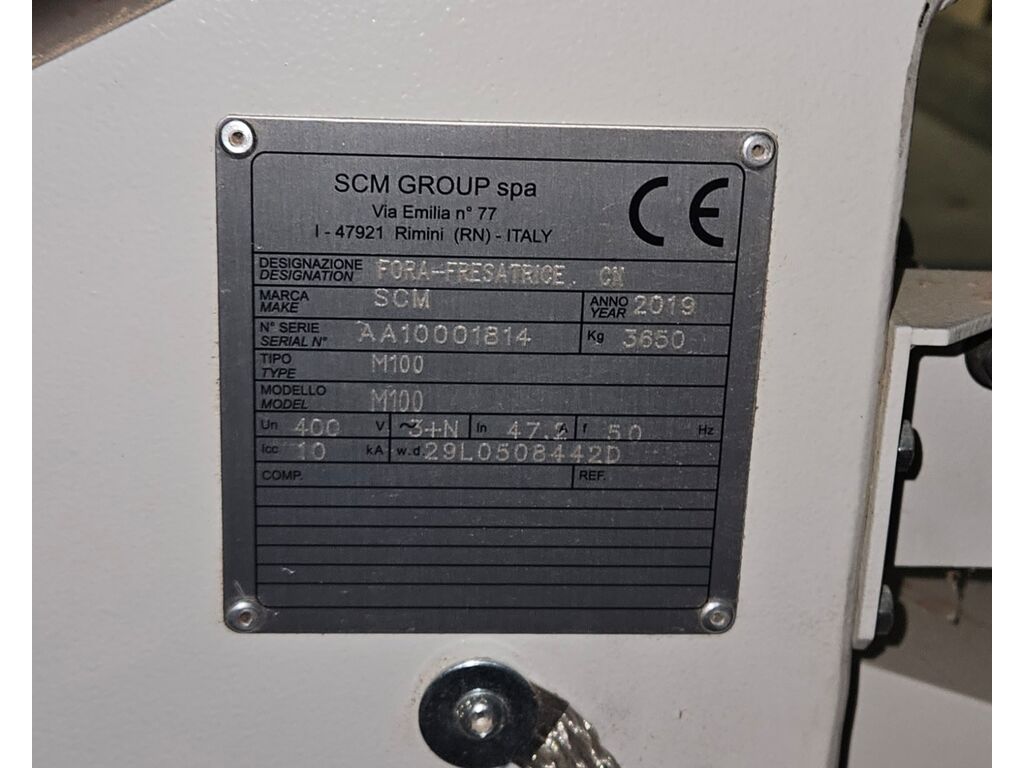 SCM GROUP spa
Via Emilia n° 77
I - 47921 Rimini (RN) - ITALY
CE
DESIGNAZIONE FORA-FRESATRICE CN
DESIGNATION
MARCA SCM ANNO 2019
MAKE YEAR
N° SERIE AA10001814 Kg 3650
SERIAL N°
TIPO M100
TYPE
MODELLO M100
MODEL
Un 400 V ~ 3+N In 47.2 A f 50 Hz
Icc 10 kA w.d. 29L0508442D
COMP. REF.